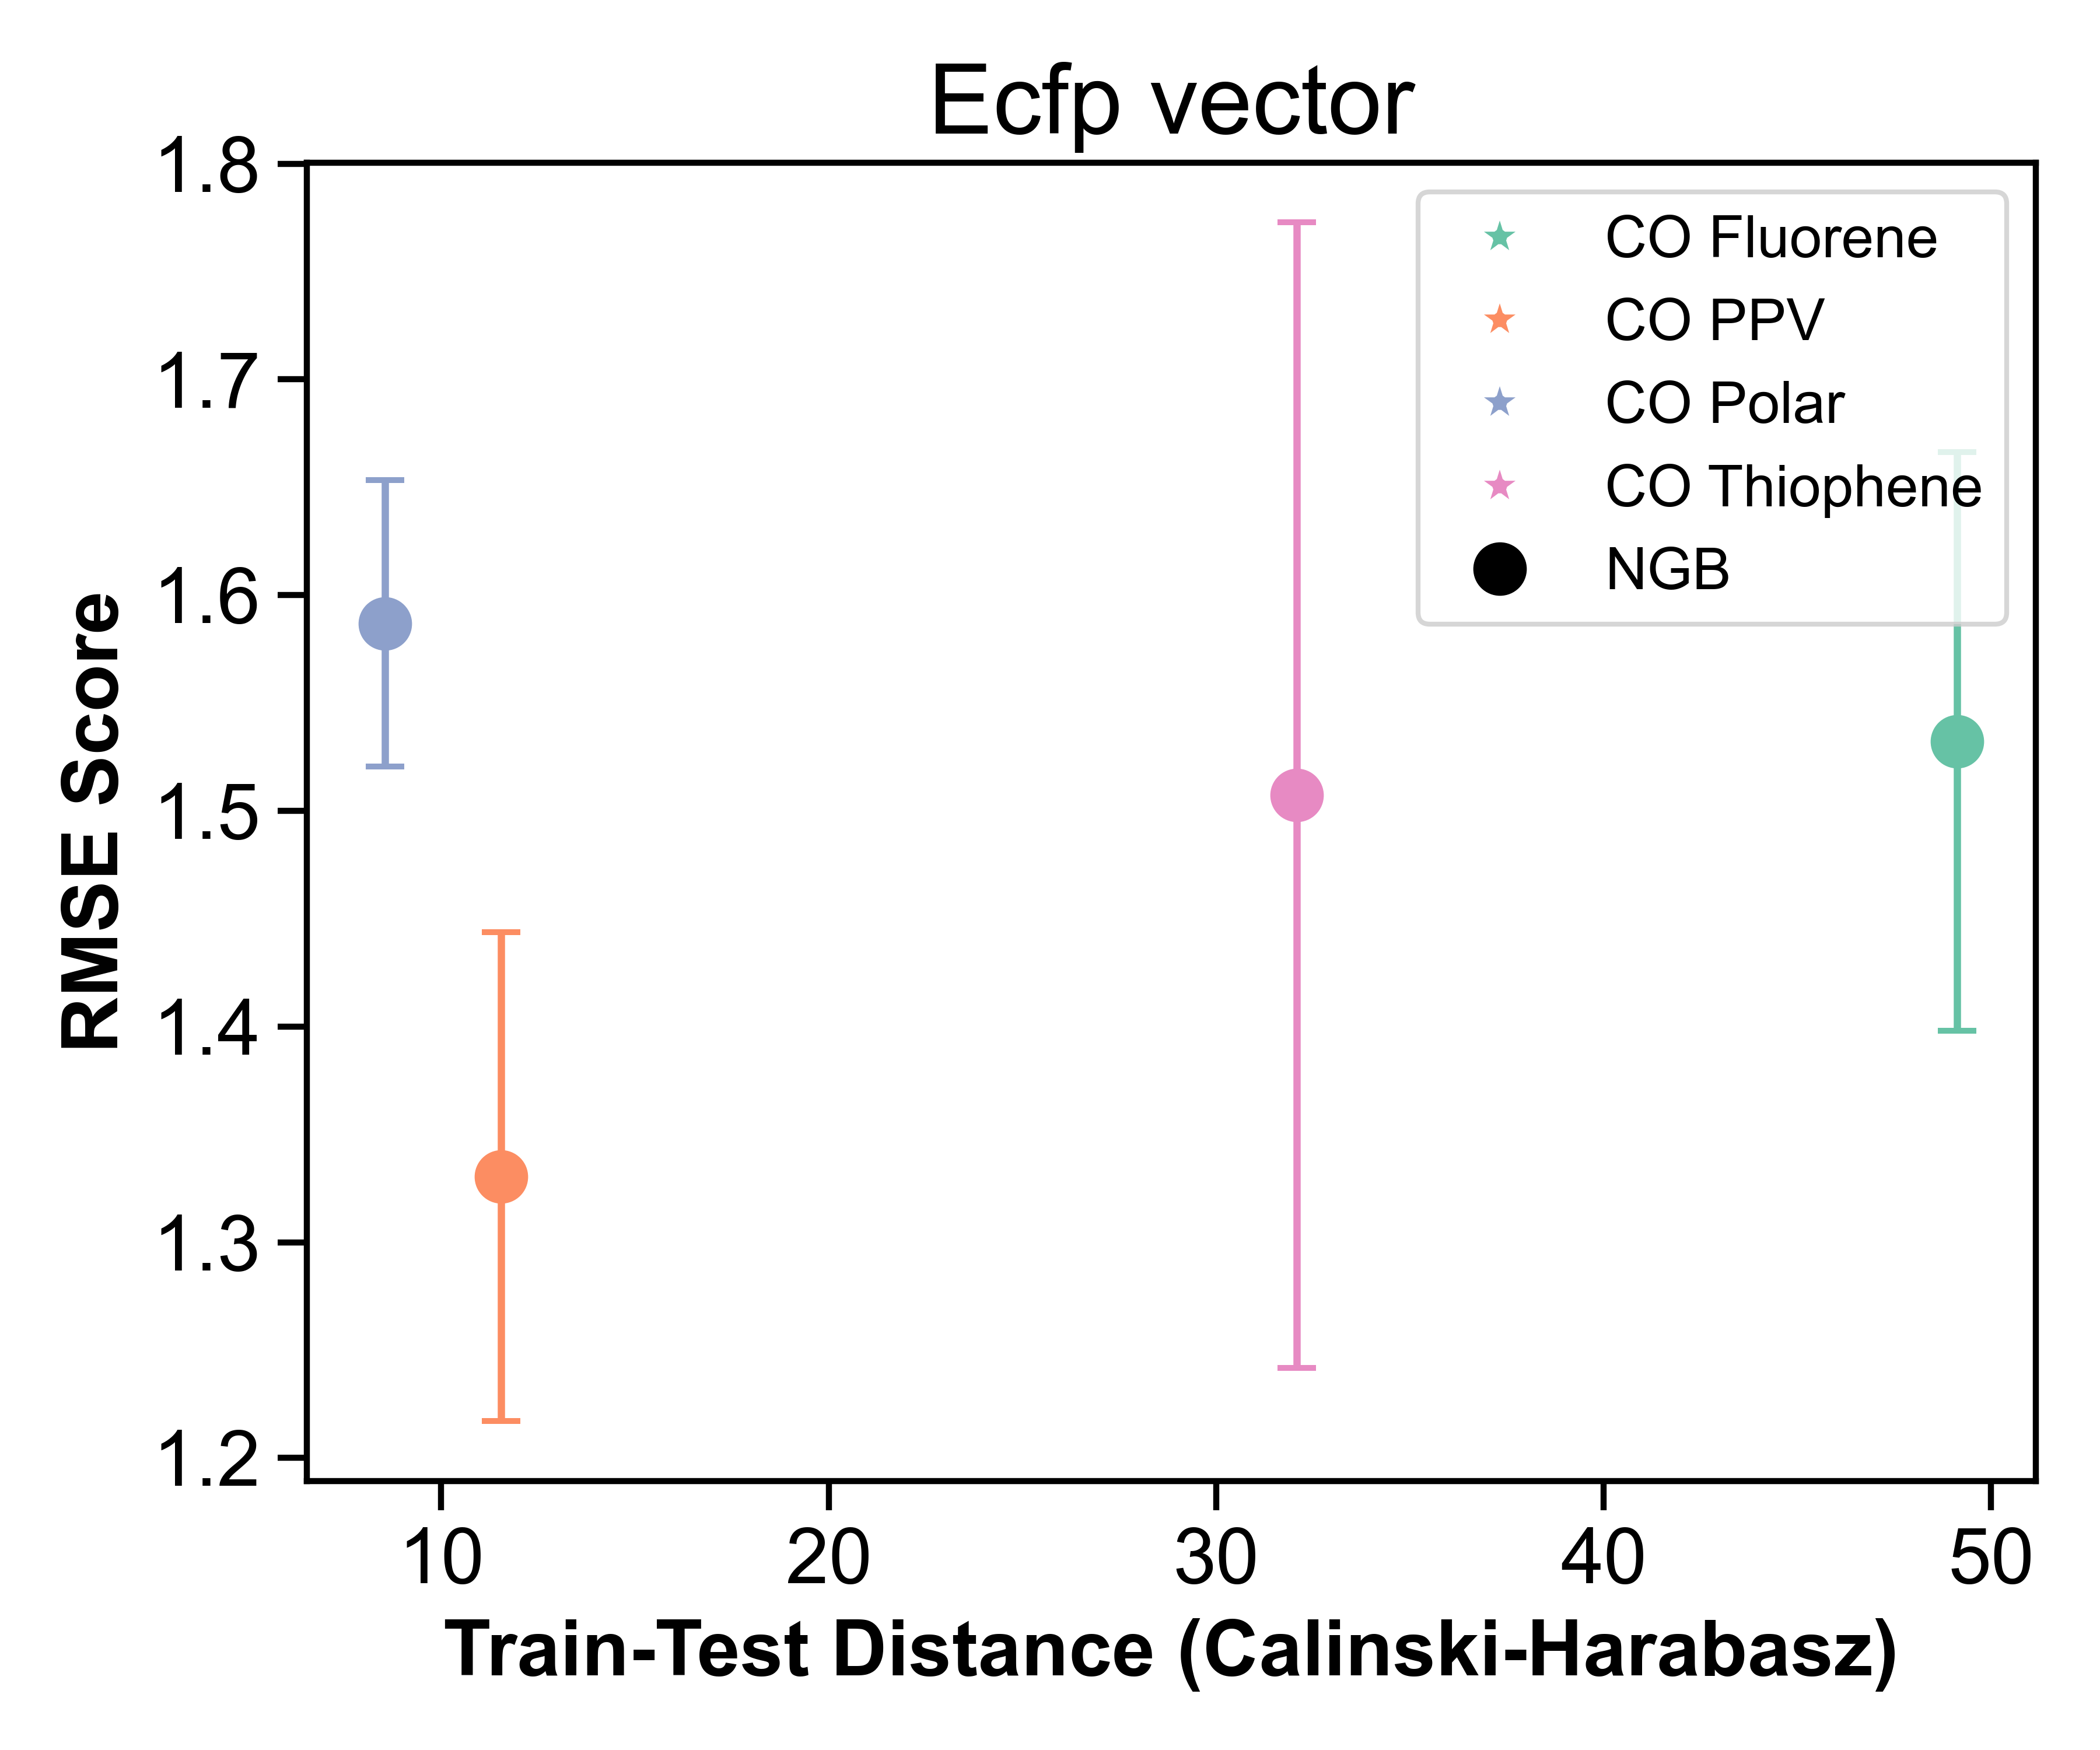 Ecfp vector
1.8
1.7
1.6
1.5
1.4
1.3
1.2
RMSE Score
CO Fluorene
CO PPV
CO Polar
CO Thiophene
NGB
10 20 30 40 50
Train-Test Distance (Calinski-Harabasz)